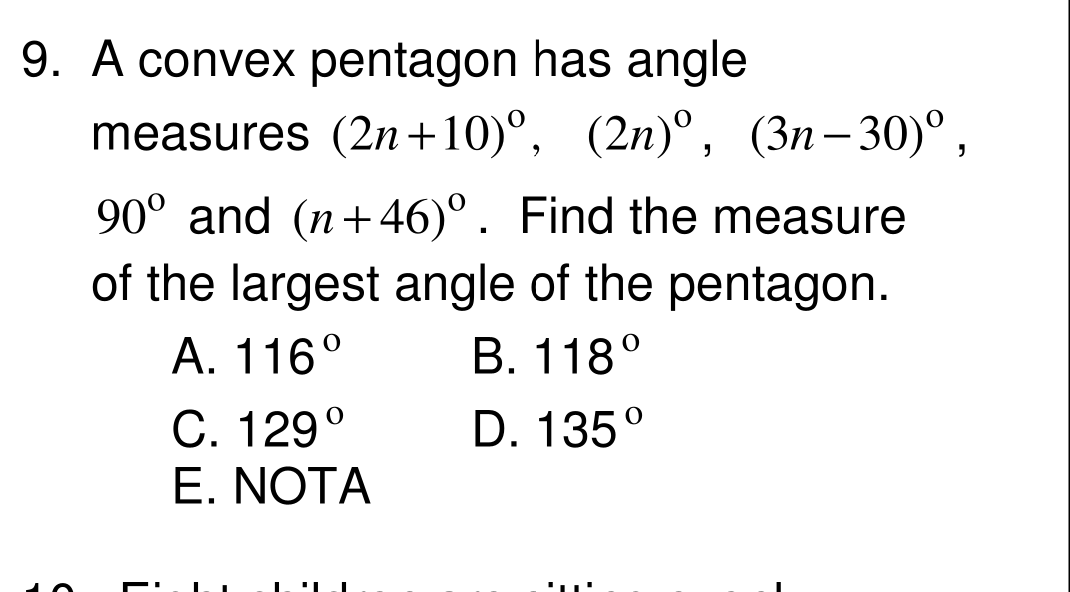 9. A convex pentagon has angle
measures (2n+10)°, (2n)°, (3n−30)°,
90° and (n+46)°. Find the measure
of the largest angle of the pentagon.
A. 116° B. 118°
C. 129° D. 135°
E. NOTA